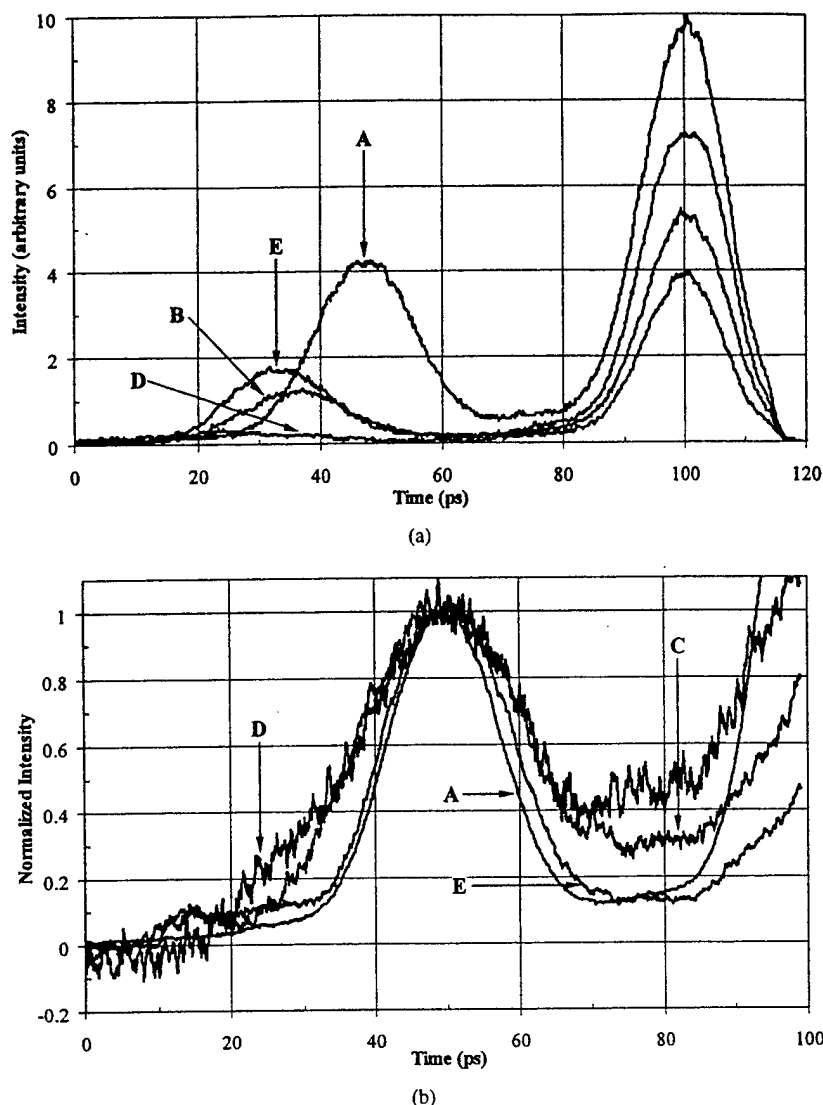 10
8
6
4
2
0
Intensity (arbitrary units)
A
E
B
D
0 20 40 60 80 100 120
Time (ps)
(a)
1
0.8
0.6
0.4
0.2
0
-0.2
Normalized Intensity
D
C
A
E
0 20 40 60 80 100
Time (ps)
(b)